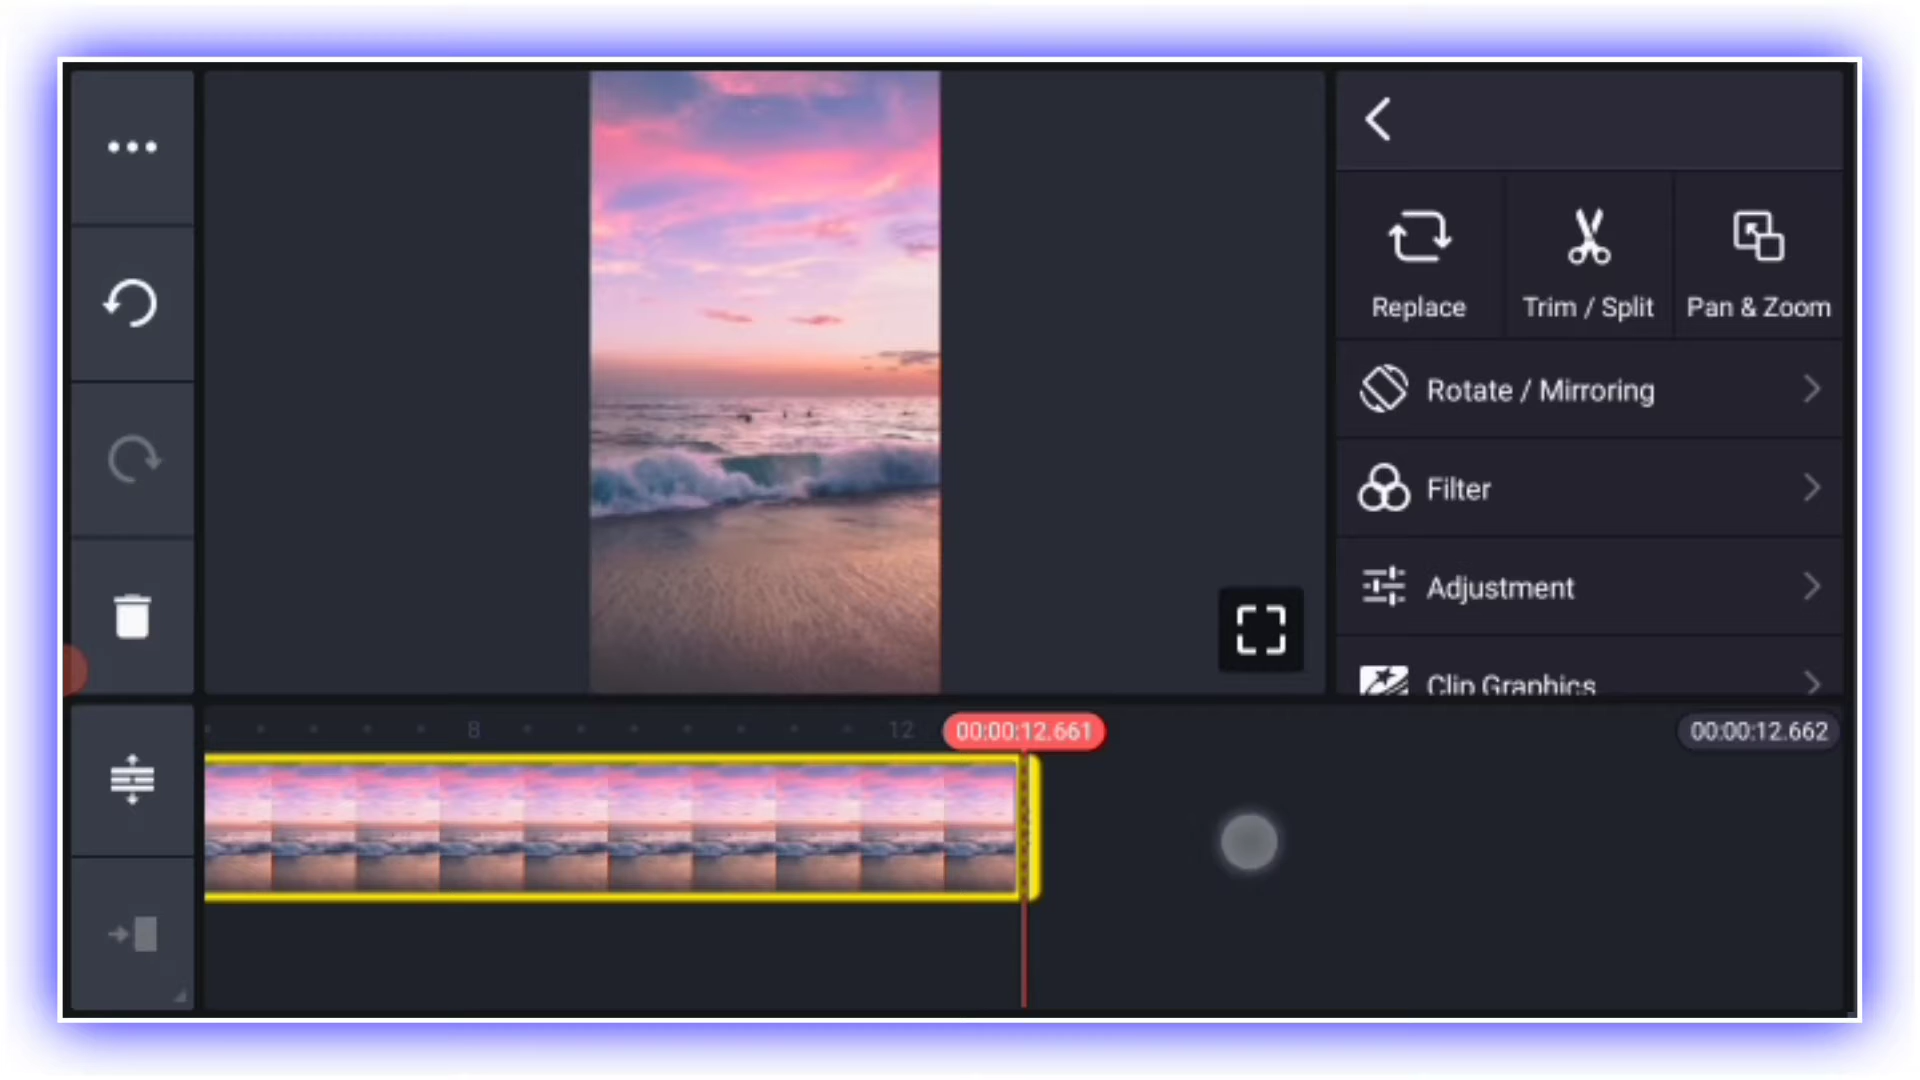 Replace
Trim / Split
Pan & Zoom
Rotate / Mirroring
Filter
Adjustment
Clip Graphics
8
12
00:00:12.661
00:00:12.662